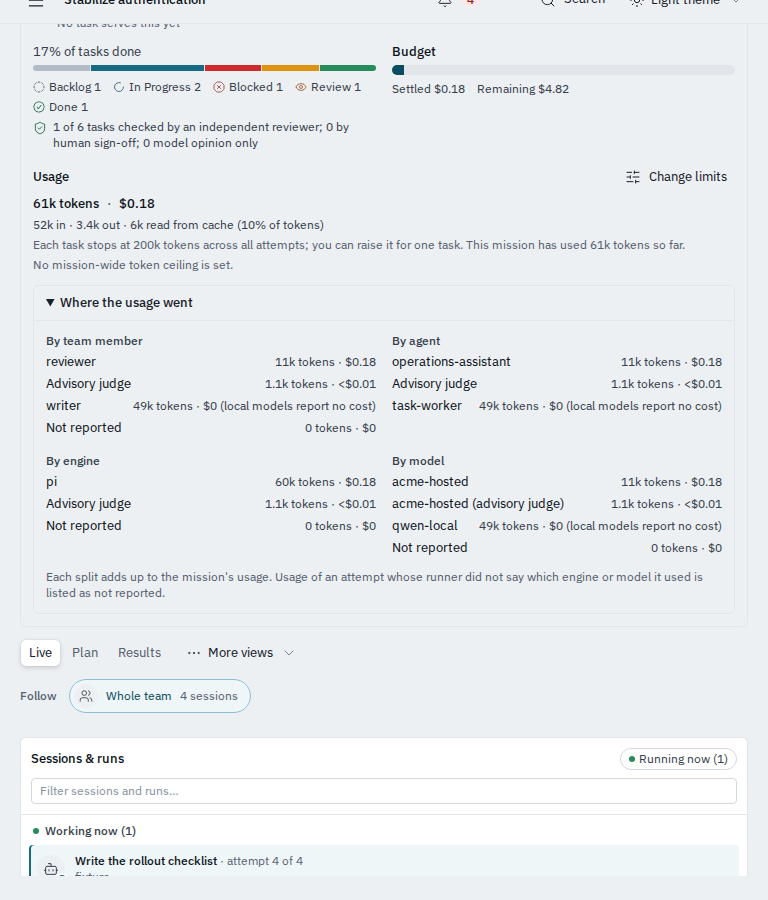 Stabilize authentication
4
Search
Light theme
No task serves this yet
17% of tasks done
Backlog 1 In Progress 2 Blocked 1 Review 1
Done 1
1 of 6 tasks checked by an independent reviewer; 0 by
human sign-off; 0 model opinion only
Budget
Settled $0.18 Remaining $4.82
Usage
Change limits
61k tokens · $0.18
52k in · 3.4k out · 6k read from cache (10% of tokens)
Each task stops at 200k tokens across all attempts; you can raise it for one task. This mission has used 61k tokens so far.
No mission-wide token ceiling is set.
Where the usage went
By team member
reviewer 11k tokens · $0.18
Advisory judge 1.1k tokens · <$0.01
writer 49k tokens · $0 (local models report no cost)
Not reported 0 tokens · $0
By agent
operations-assistant 11k tokens · $0.18
Advisory judge 1.1k tokens · <$0.01
task-worker 49k tokens · $0 (local models report no cost)
By engine
pi 60k tokens · $0.18
Advisory judge 1.1k tokens · <$0.01
Not reported 0 tokens · $0
By model
acme-hosted 11k tokens · $0.18
acme-hosted (advisory judge) 1.1k tokens · <$0.01
qwen-local 49k tokens · $0 (local models report no cost)
Not reported 0 tokens · $0
Each split adds up to the mission's usage. Usage of an attempt whose runner did not say which engine or model it used is
listed as not reported.
Live Plan Results ··· More views
Follow Whole team 4 sessions
Sessions & runs
Running now (1)
Filter sessions and runs...
Working now (1)
Write the rollout checklist · attempt 4 of 4